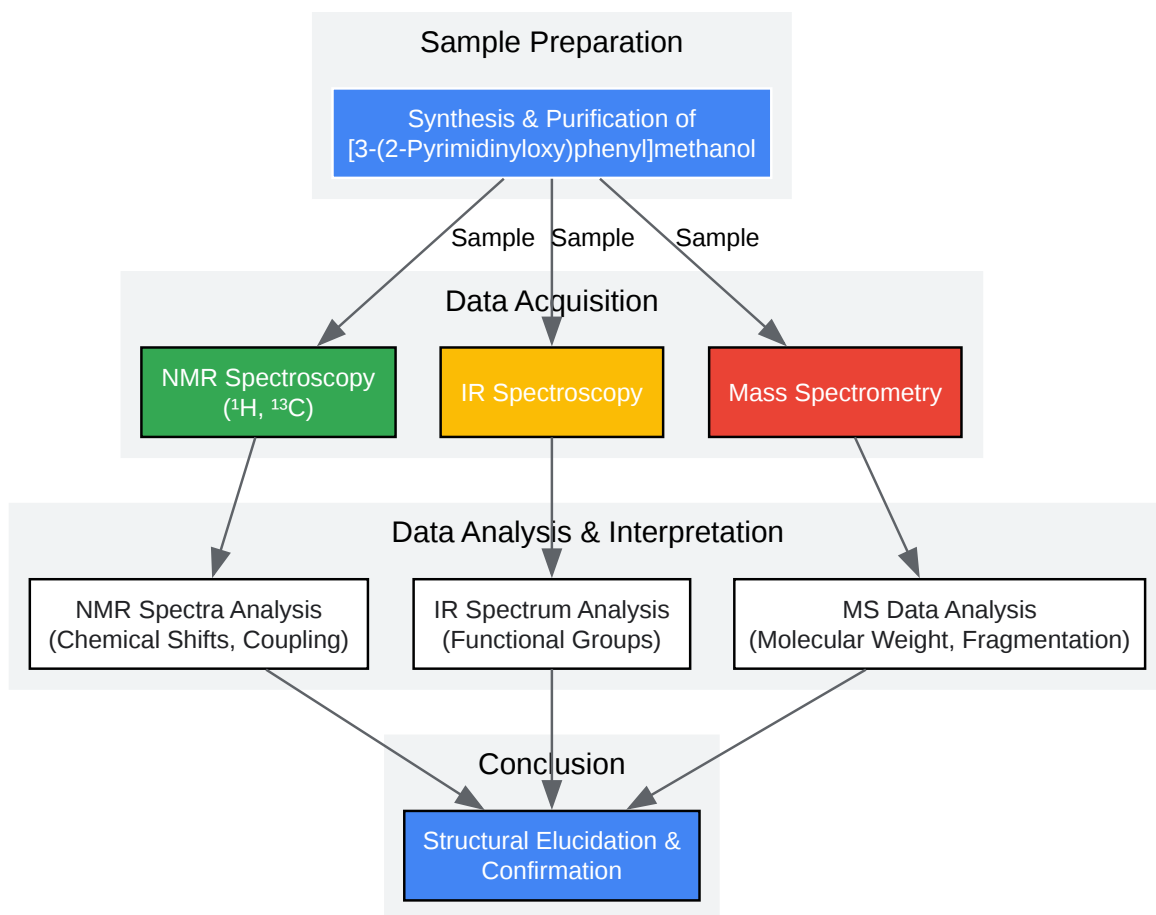 Sample Preparation
Synthesis & Purification of
[3-(2-Pyrimidinyloxy)phenyl]methanol
Sample
Sample
Sample
Data Acquisition
NMR Spectroscopy
(¹H, ¹³C)
IR Spectroscopy
Mass Spectrometry
Data Analysis & Interpretation
NMR Spectra Analysis
(Chemical Shifts, Coupling)
IR Spectrum Analysis
(Functional Groups)
MS Data Analysis
(Molecular Weight, Fragmentation)
Conclusion
Structural Elucidation &
Confirmation